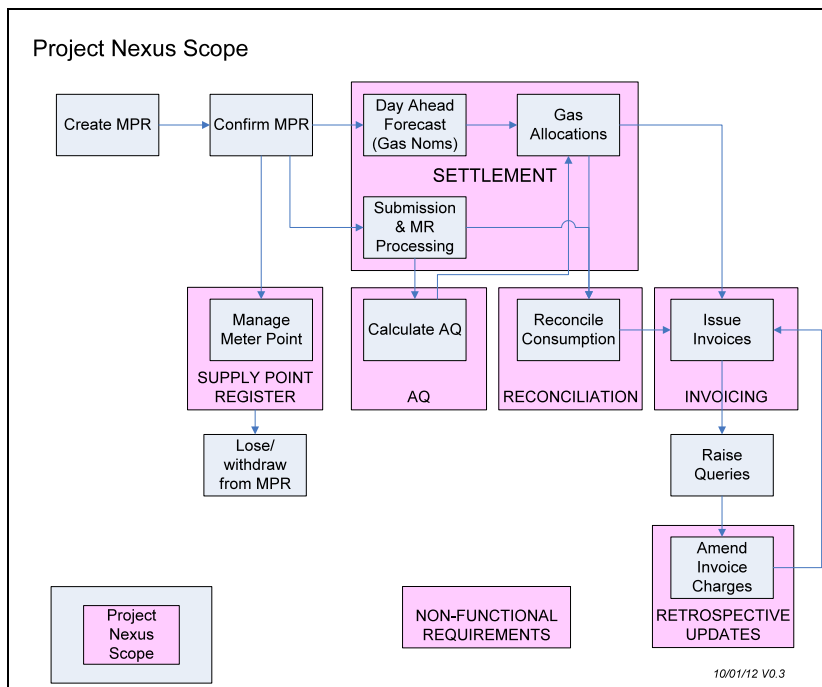 Project Nexus Scope
Create MPR
Confirm MPR
Day Ahead
Forecast
(Gas Noms)
Gas
Allocations
SETTLEMENT
Submission
& MR
Processing
Manage
Meter Point
SUPPLY POINT
REGISTER
Calculate AQ
AQ
Reconcile
Consumption
RECONCILIATION
Issue
Invoices
INVOICING
Lose/
withdraw
from MPR
Raise
Queries
Amend
Invoice
Charges
RETROSPECTIVE
UPDATES
Project
Nexus
Scope
NON-FUNCTIONAL
REQUIREMENTS
10/01/12 V0.3